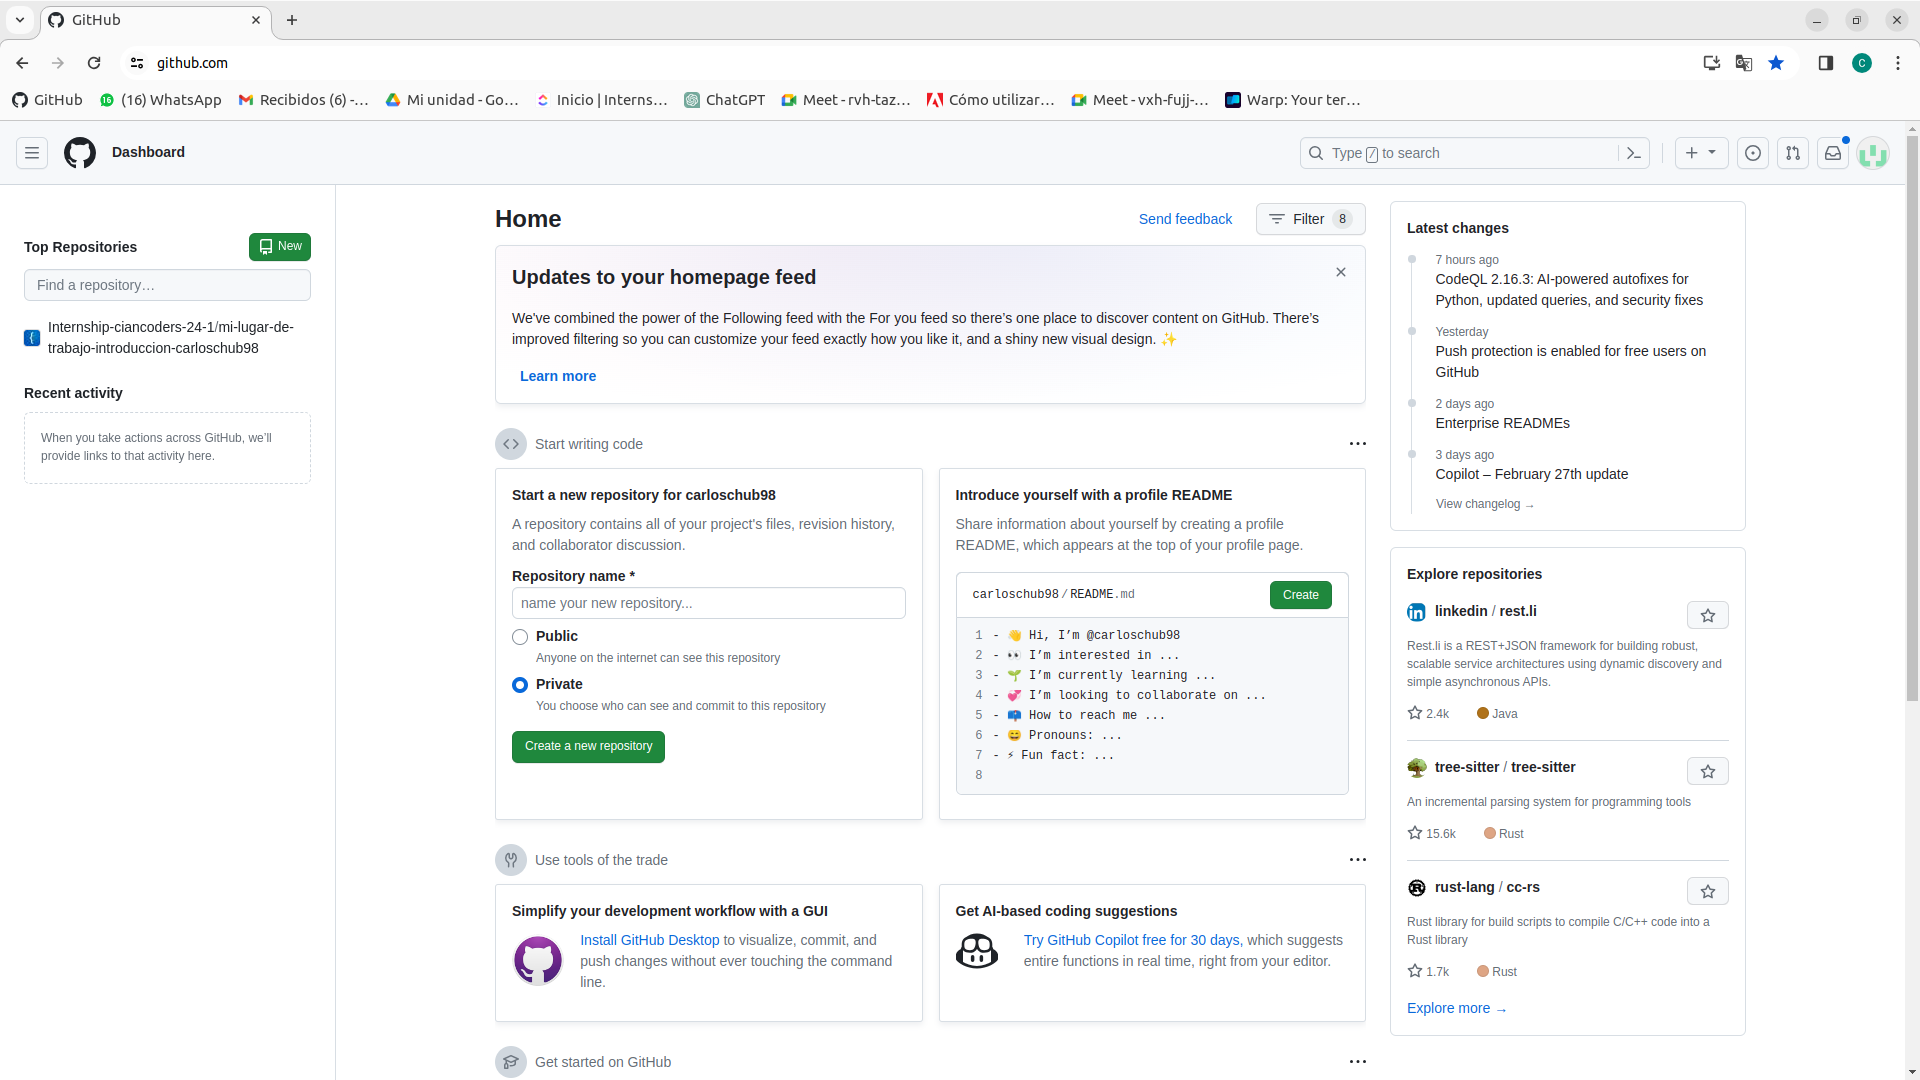 GitHub
github.com
GitHub
(16) WhatsApp
Recibidos (6) -...
Mi unidad - Go...
Inicio | Interns...
ChatGPT
Meet - rvh-taz...
Cómo utilizar...
Meet - vxh-fujj-...
Warp: Your ter...
C
Dashboard
Type / to search
Top Repositories
New
Find a repository...
Internship-ciancoders-24-1/mi-lugar-de-
trabajo-introduccion-carloschub98
Recent activity
When you take actions across GitHub, we'll
provide links to that activity here.
Home
Send feedback
Filter 8
Updates to your homepage feed
We've combined the power of the Following feed with the For you feed so there's one place to discover content on GitHub. There's
improved filtering so you can customize your feed exactly how you like it, and a shiny new visual design. ✨
Learn more
Start writing code
Start a new repository for carloschub98
A repository contains all of your project's files, revision history,
and collaborator discussion.
Repository name *
name your new repository...
Public
Anyone on the internet can see this repository
Private
You choose who can see and commit to this repository
Create a new repository
Introduce yourself with a profile README
Share information about yourself by creating a profile
README, which appears at the top of your profile page.
carloschub98 / README.md
Create
1 - 👋 Hi, I'm @carloschub98
2 - 👀 I'm interested in ...
3 - 🌱 I'm currently learning ...
4 - 💞️ I'm looking to collaborate on ...
5 - 📫 How to reach me ...
6 - 😄 Pronouns: ...
7 - ⚡ Fun fact: ...
8
Use tools of the trade
Simplify your development workflow with a GUI
Install GitHub Desktop to visualize, commit, and
push changes without ever touching the command
line.
Get AI-based coding suggestions
Try GitHub Copilot free for 30 days, which suggests
entire functions in real time, right from your editor.
Get started on GitHub
Latest changes
7 hours ago
CodeQL 2.16.3: AI-powered autofixes for
Python, updated queries, and security fixes
Yesterday
Push protection is enabled for free users on
GitHub
2 days ago
Enterprise READMEs
3 days ago
Copilot – February 27th update
View changelog →
Explore repositories
linkedin / rest.li
Rest.li is a REST+JSON framework for building robust,
scalable service architectures using dynamic discovery and
simple asynchronous APIs.
2.4k Java
tree-sitter / tree-sitter
An incremental parsing system for programming tools
15.6k Rust
rust-lang / cc-rs
Rust library for build scripts to compile C/C++ code into a
Rust library
1.7k Rust
Explore more →